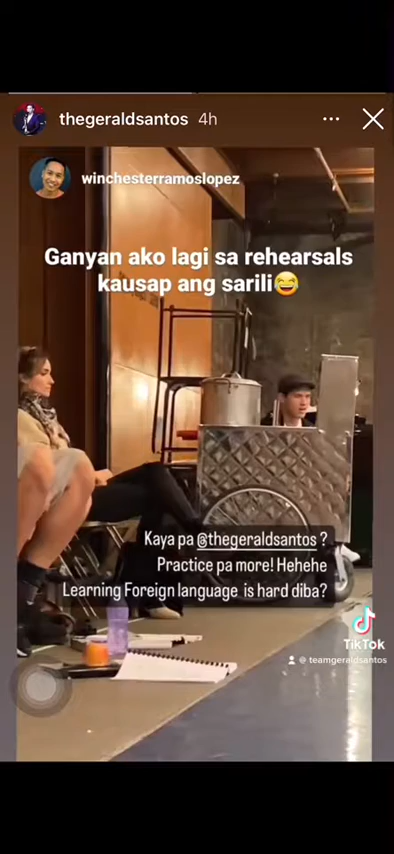 thegeraldsantos 4h
winchesterramoslopez
Ganyan ako lagi sa rehearsals
kausap ang sarili😂
Kaya pa @thegeraldsantos ?
Practice pa more! Hehehe
Learning Foreign language is hard diba?
TikTok
@ teamgeraldsantos